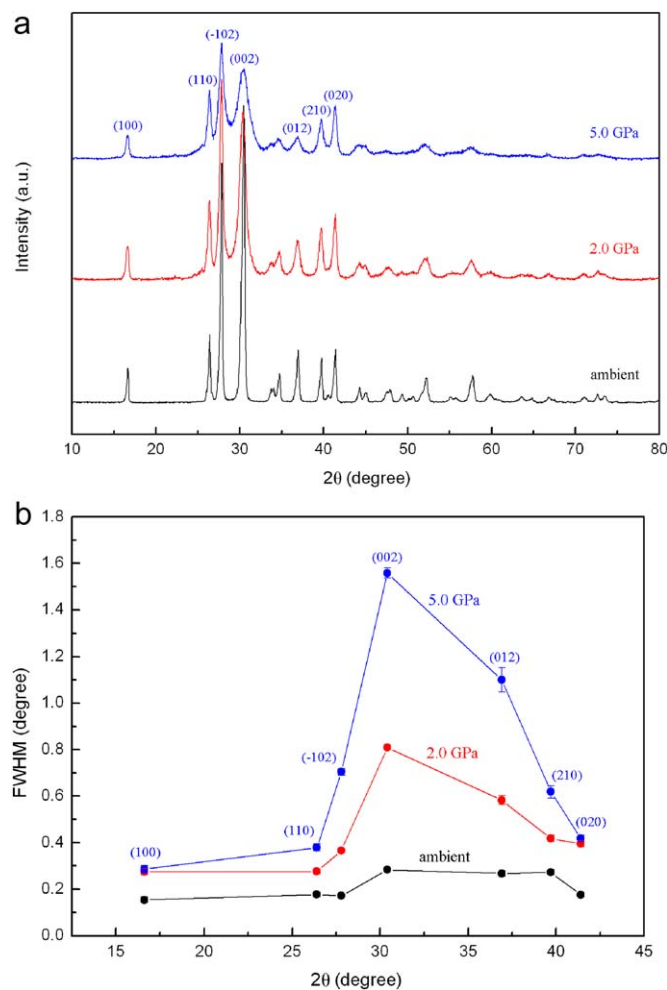 a
(-102)
(002)
(110)
(020)
(100)
(210)
(012)
5.0 GPa
2.0 GPa
ambient
Intensity (a.u.)
10 20 30 40 50 60 70 80
2θ (degree)
b
1.8
1.6
1.4
1.2
1.0
0.8
0.6
0.4
0.2
0.0
FWHM (degree)
(002)
5.0 GPa
(012)
(-102)
2.0 GPa
(210)
(110)
(020)
(100)
ambient
15 20 25 30 35 40 45
2θ (degree)